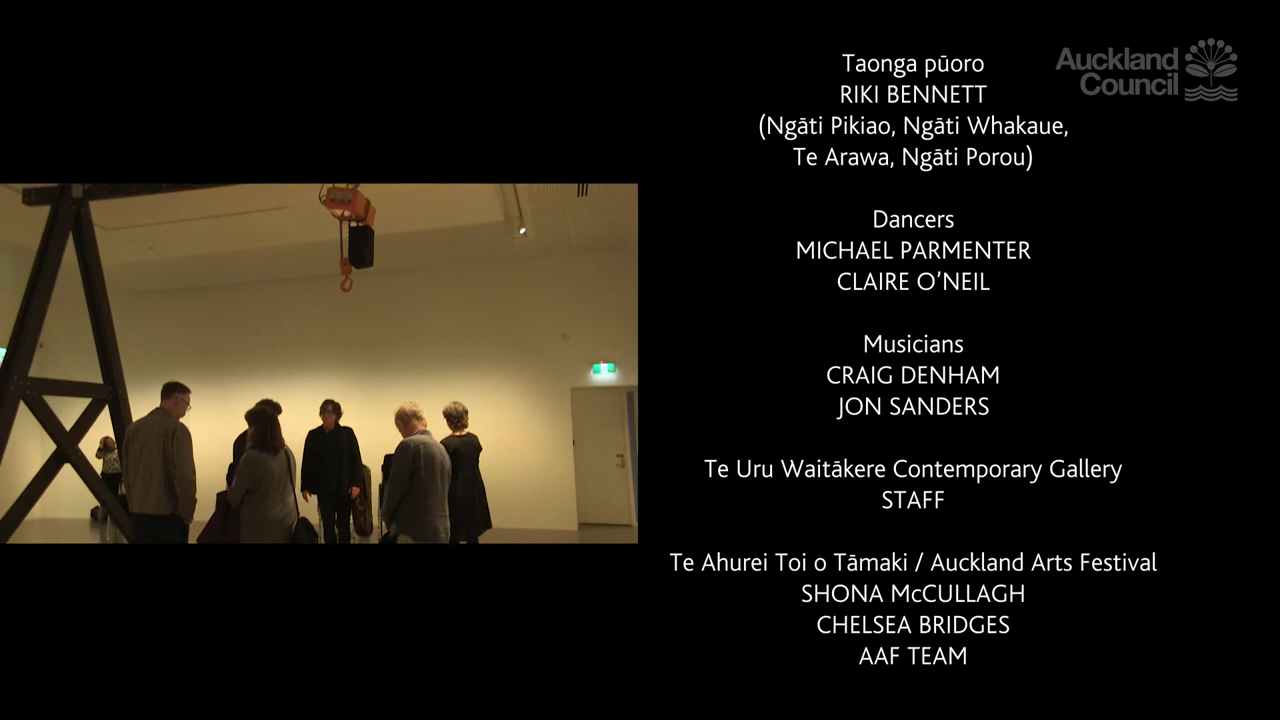 Auckland
Council
Taonga pūoro
RIKI BENNETT
(Ngāti Pikiao, Ngāti Whakaue,
Te Arawa, Ngāti Porou)
Dancers
MICHAEL PARMENTER
CLAIRE O’NEIL
Musicians
CRAIG DENHAM
JON SANDERS
Te Uru Waitākere Contemporary Gallery
STAFF
Te Ahurei Toi o Tāmaki / Auckland Arts Festival
SHONA McCULLAGH
CHELSEA BRIDGES
AAF TEAM